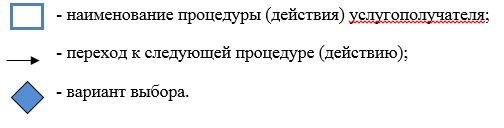 - наименование процедуры (действия) услугополучателя;
- переход к следующей процедуре (действию);
- вариант выбора.